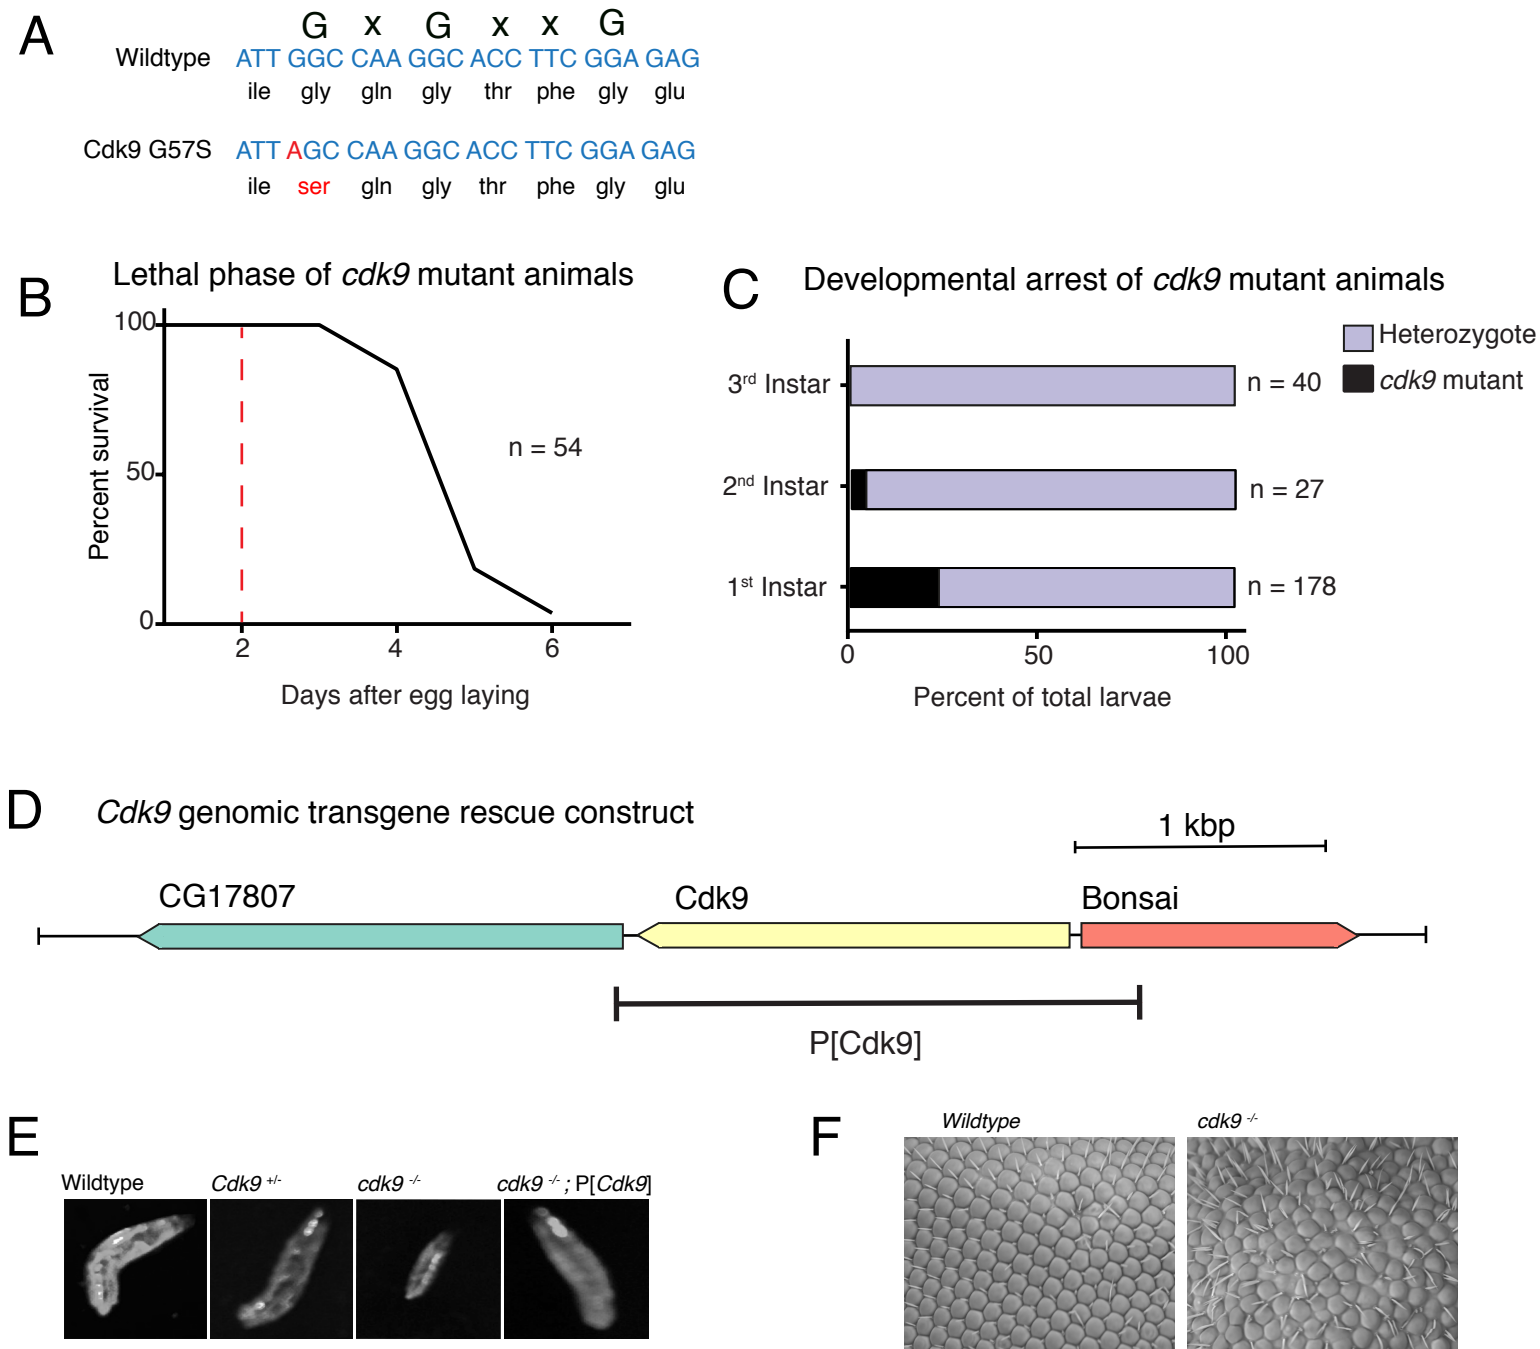 A
G x G x x G
Wildtype ATT GGC CAA GGC ACC TTC GGA GAG
ile gly gln gly thr phe gly glu
Cdk9 G57S ATT AGC CAA GGC ACC TTC GGA GAG
ile ser gln gly thr phe gly glu
B
Lethal phase of cdk9 mutant animals
Percent survival
100
50
0
n = 54
2 4 6
Days after egg laying
C
Developmental arrest of cdk9 mutant animals
Heterozygote
cdk9 mutant
3rd Instar
n = 40
2nd Instar
n = 27
1st Instar
n = 178
0 50 100
Percent of total larvae
D
Cdk9 genomic transgene rescue construct
1 kbp
CG17807
Cdk9
Bonsai
P[Cdk9]
E
Wildtype
Cdk9 +/-
cdk9 -/-
cdk9 -/- ; P[Cdk9]
F
Wildtype
cdk9 -/-